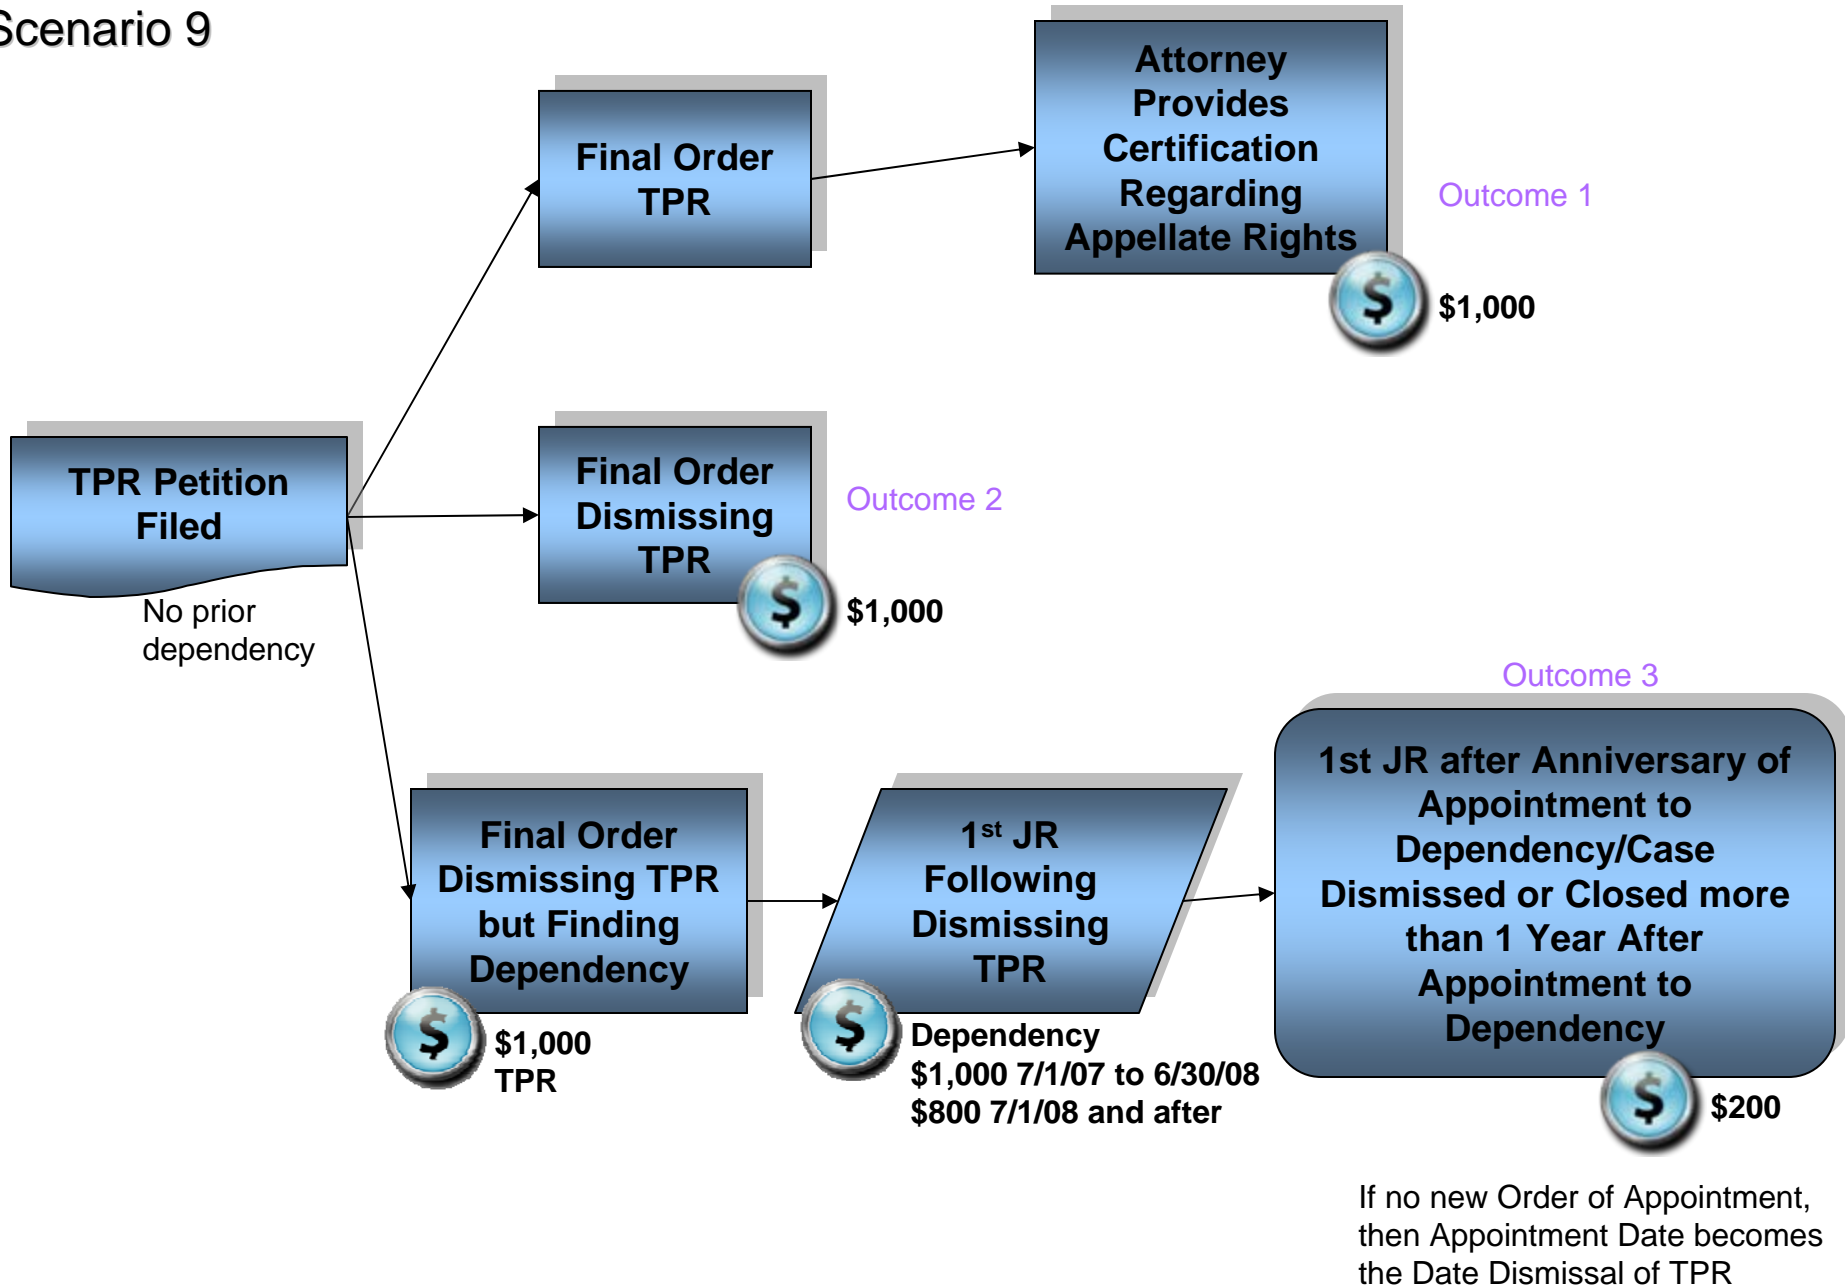 Scenario 9
Attorney
Provides
Certification
Regarding
Appellate Rights
Outcome 1
$1,000
Final Order
TPR
TPR Petition
Filed
No prior
dependency
Final Order
Dismissing
TPR
Outcome 2
$1,000
Final Order
Dismissing TPR
but Finding
Dependency
$1,000
TPR
1st JR
Following
Dismissing
TPR
Dependency
$1,000 7/1/07 to 6/30/08
$800 7/1/08 and after
Outcome 3
1st JR after Anniversary of
Appointment to
Dependency/Case
Dismissed or Closed more
than 1 Year After
Appointment to
Dependency
$200
If no new Order of Appointment,
then Appointment Date becomes
the Date Dismissal of TPR